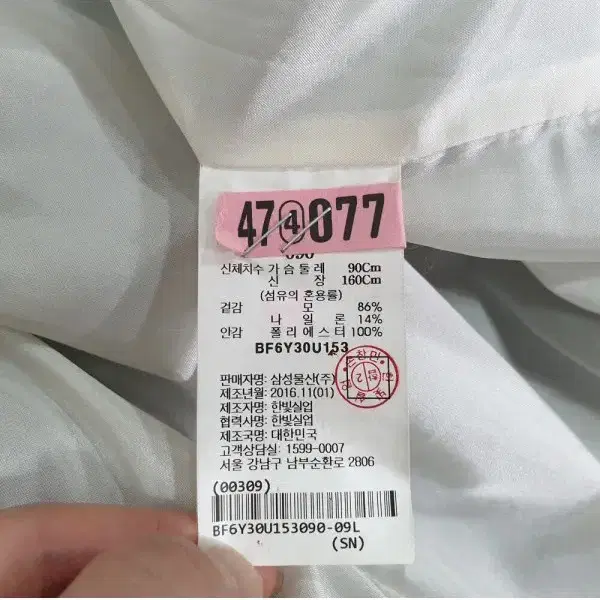 47④077
090
신체치수 가슴둘레 90Cm
신 장 160Cm
(섬유의 혼용률)
겉감 모 86%
나 일 론 14%
안감 폴리에스터 100%
BF6Y30U153
판매자명: 삼성물산(주)
제조년월: 2016.11(01)
제조자명: 한빛실업
협력사명: 한빛실업
제조국명: 대한민국
고객상담실: 1599-0007
서울 강남구 남부순환로 2806
(00309)
BF6Y30U153090-09L
(SN)